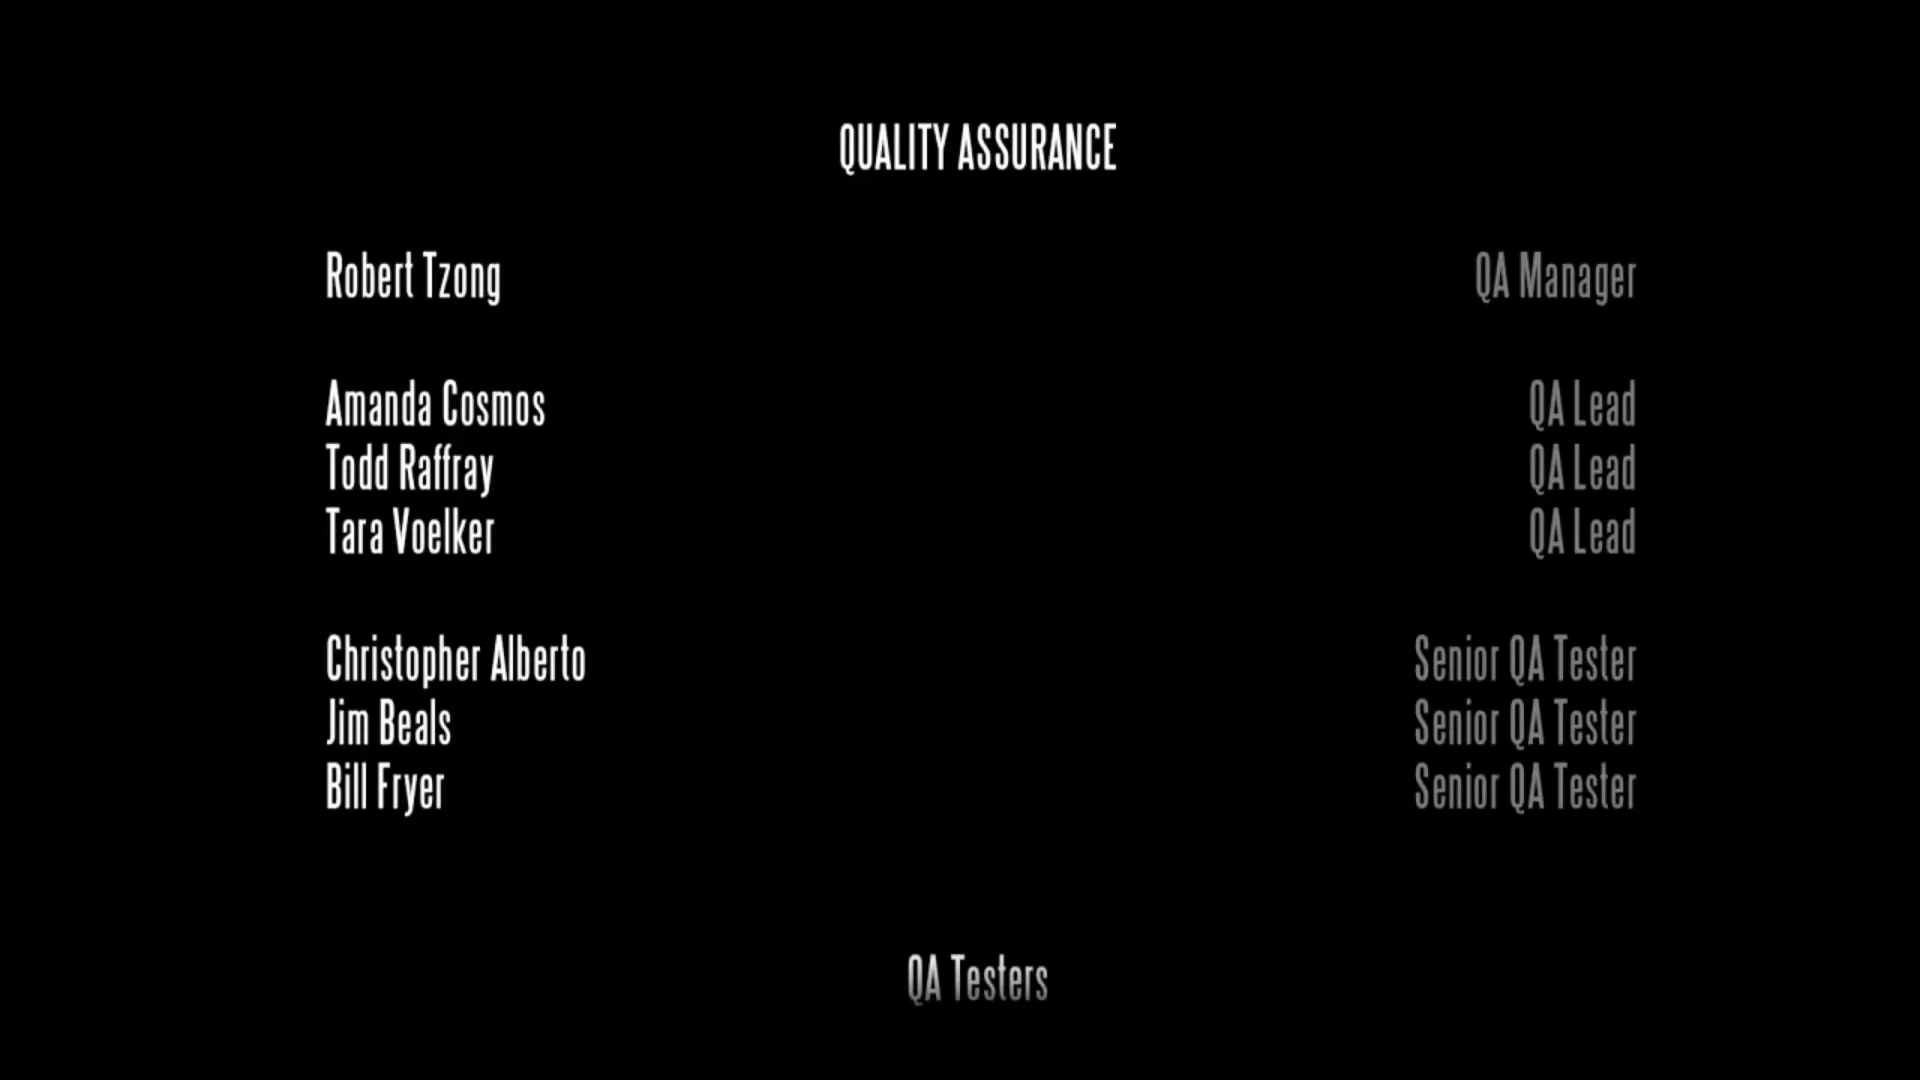 QUALITY ASSURANCE
Robert Tzong QA Manager
Amanda Cosmos QA Lead
Todd Raffray QA Lead
Tara Voelker QA Lead
Christopher Alberto Senior QA Tester
Jim Beals Senior QA Tester
Bill Fryer Senior QA Tester
QA Testers